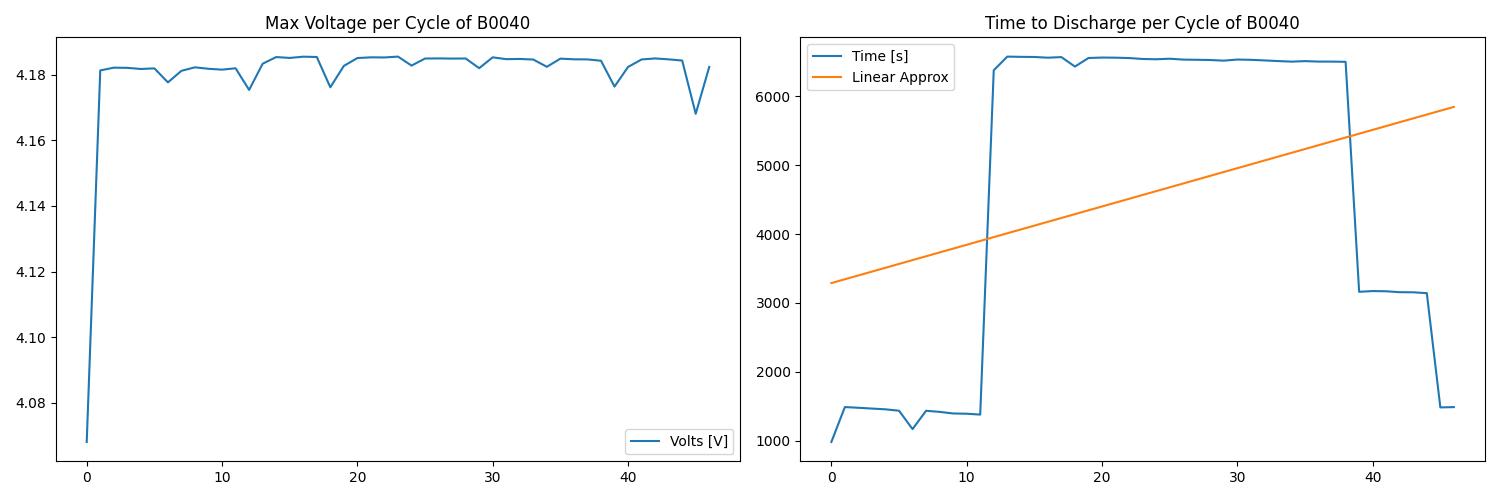 Max Voltage per Cycle of B0040
4.18
4.16
4.14
4.12
4.10
4.08
0 10 20 30 40
Volts [V]
Time to Discharge per Cycle of B0040
Time [s]
Linear Approx
6000
5000
4000
3000
2000
1000
0 10 20 30 40